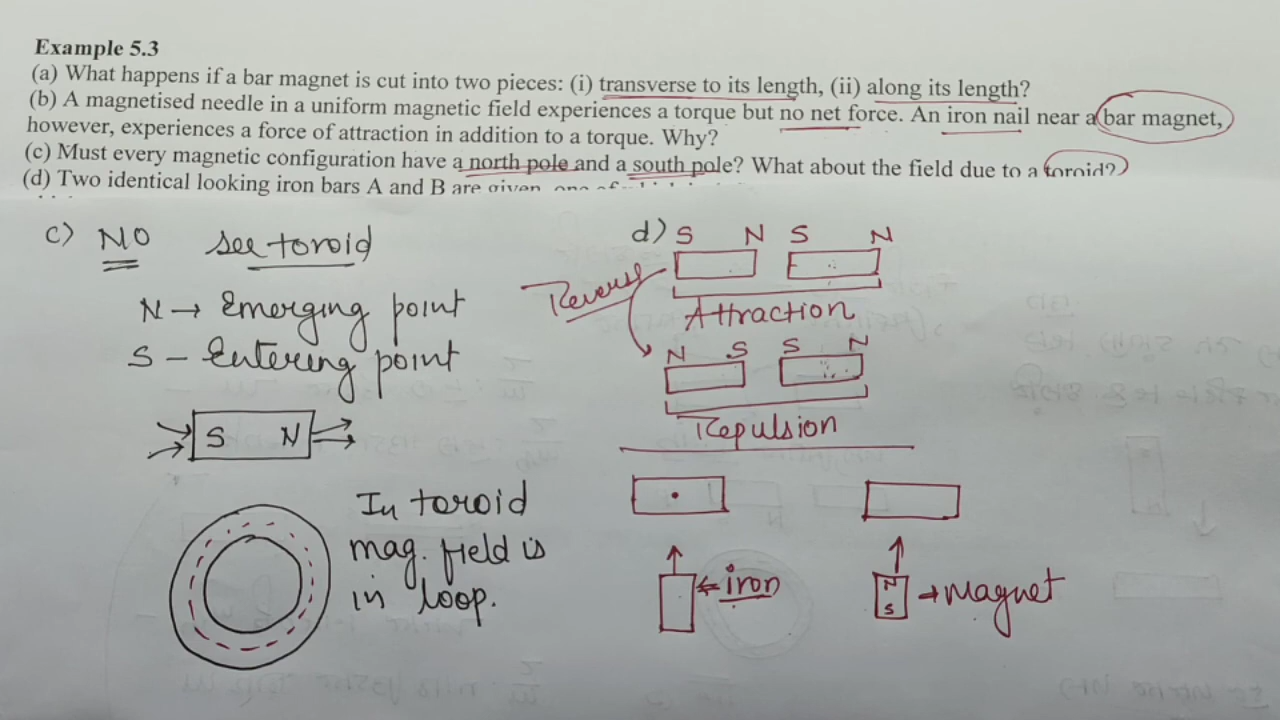 Example 5.3
(a) What happens if a bar magnet is cut into two pieces: (i) transverse to its length, (ii) along its length?
(b) A magnetised needle in a uniform magnetic field experiences a torque but no net force. An iron nail near a bar magnet,
however, experiences a force of attraction in addition to a torque. Why?
(c) Must every magnetic configuration have a north pole and a south pole? What about the field due to a toroid?
(d) Two identical looking iron bars A and B are given, one of
c) NO see toroid
N → Emerging point
S - Entering point
S N
In toroid
mag. field is
in loop.
d) S N S N
Attraction
Reverse
N S S N
Repulsion
iron
N
S
magnet